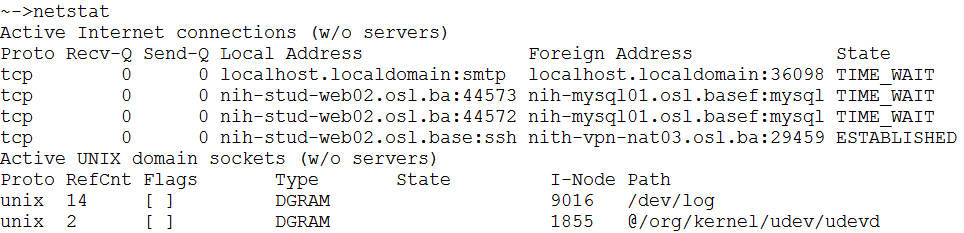 ~->netstat
Active Internet connections (w/o servers)
Proto Recv-Q Send-Q Local Address               Foreign Address             State
tcp        0      0 localhost.localdomain:smtp  localhost.localdomain:36098 TIME_WAIT
tcp        0      0 nih-stud-web02.osl.ba:44573 nih-mysql01.osl.basef:mysql TIME_WAIT
tcp        0      0 nih-stud-web02.osl.ba:44572 nih-mysql01.osl.basef:mysql TIME_WAIT
tcp        0      0 nih-stud-web02.osl.base:ssh nith-vpn-nat03.osl.ba:29459 ESTABLISHED
Active UNIX domain sockets (w/o servers)
Proto RefCnt Flags       Type       State         I-Node Path
unix  14     [ ]         DGRAM                    9016   /dev/log
unix  2      [ ]         DGRAM                    1855   @/org/kernel/udev/udevd